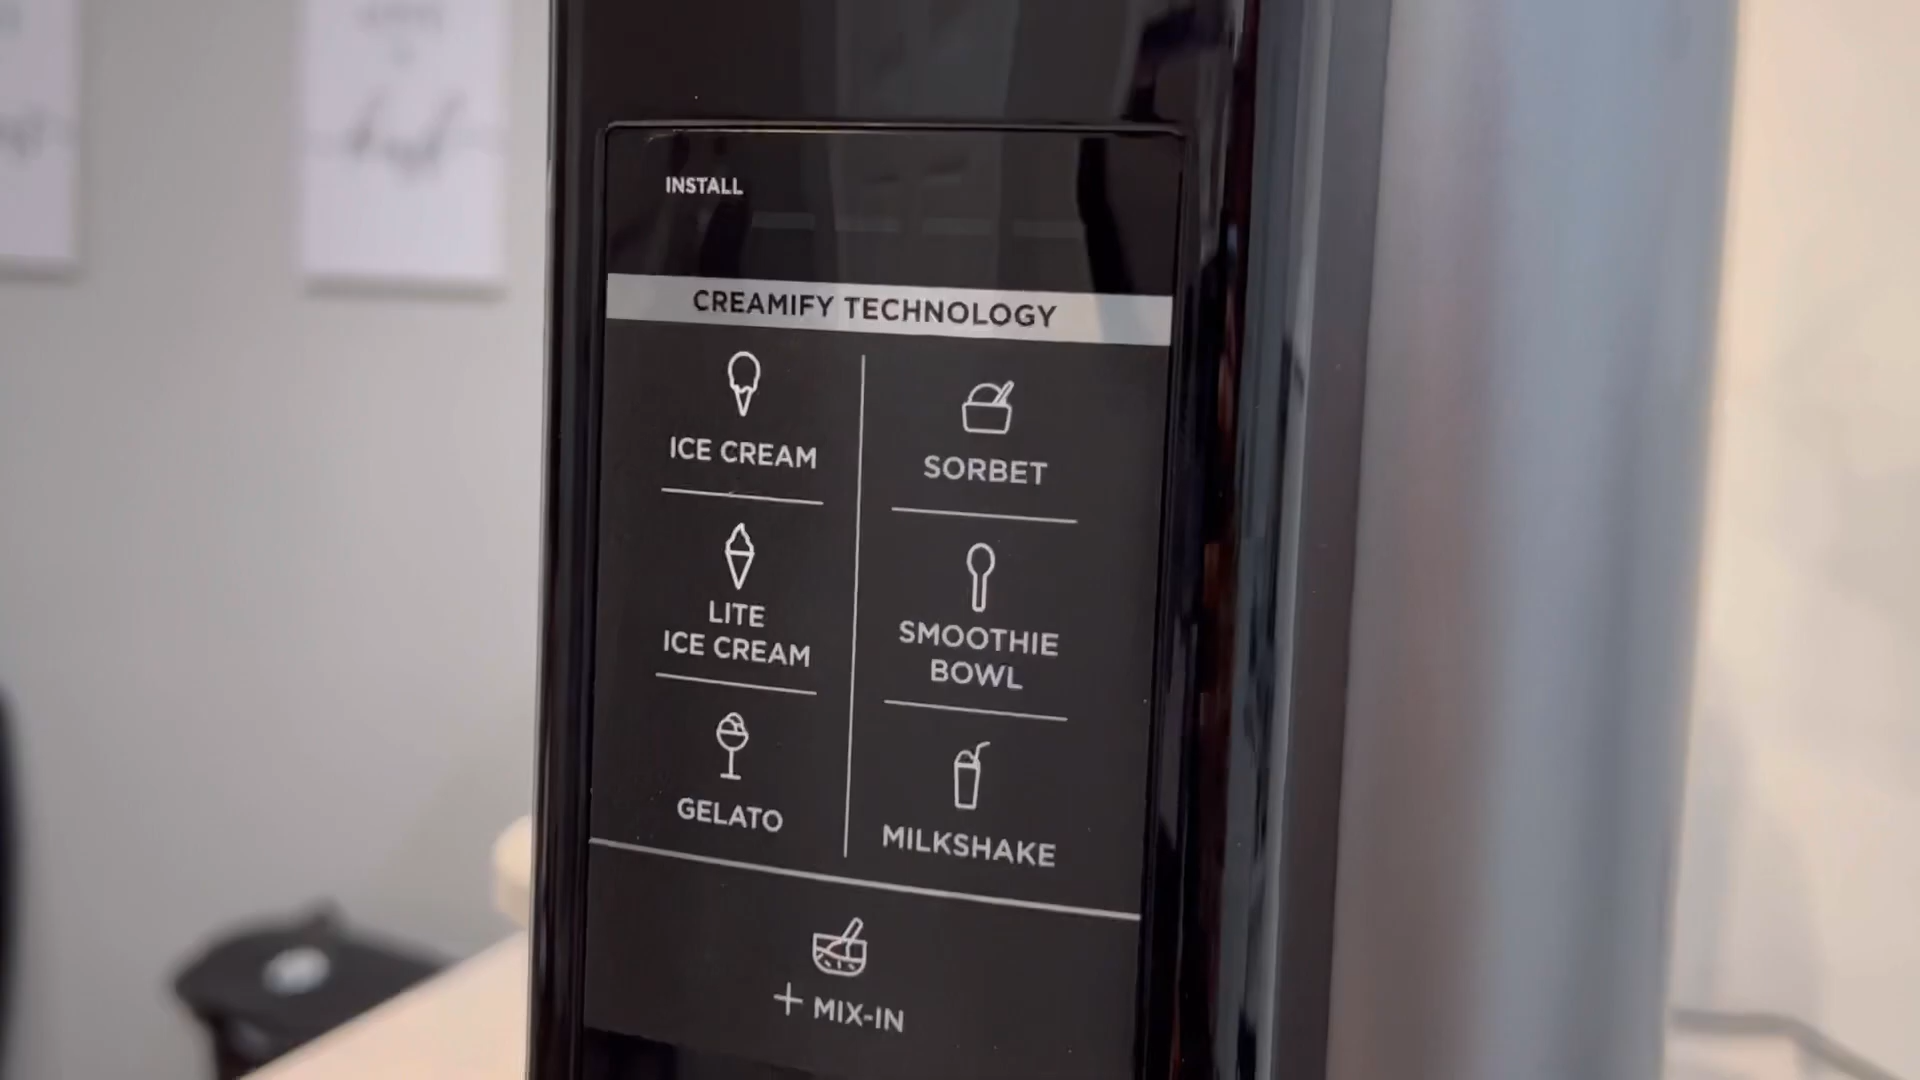 INSTALL
CREAMIFY TECHNOLOGY
ICE CREAM
SORBET
LITE
ICE CREAM
SMOOTHIE
BOWL
GELATO
MILKSHAKE
+ MIX-IN